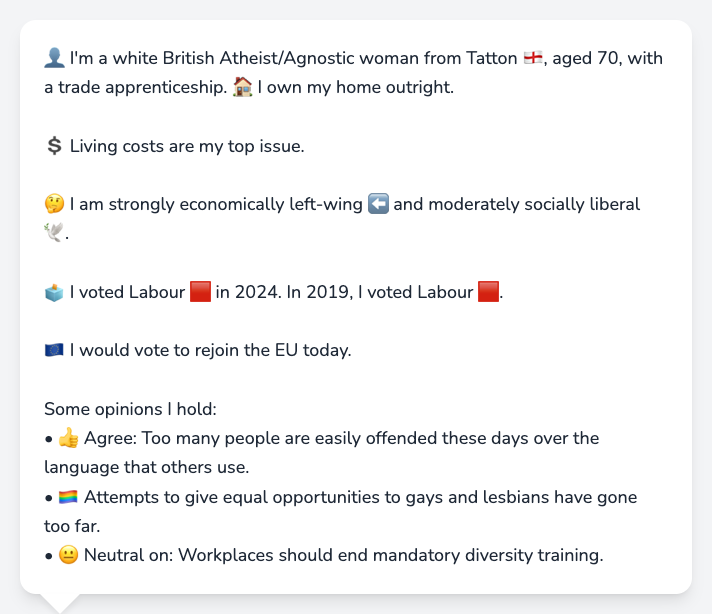 👤 I'm a white British Atheist/Agnostic woman from Tatton 🏴󠁧󠁢󠁥󠁮󠁧󠁿, aged 70, with
a trade apprenticeship. 🏠 I own my home outright.
💲 Living costs are my top issue.
🤔 I am strongly economically left-wing ⬅️ and moderately socially liberal
🕊️.
🗳️ I voted Labour 🟥 in 2024. In 2019, I voted Labour 🟥.
🇪🇺 I would vote to rejoin the EU today.
Some opinions I hold:
• 👍 Agree: Too many people are easily offended these days over the
language that others use.
• 🏳️‍🌈 Attempts to give equal opportunities to gays and lesbians have gone
too far.
• 😐 Neutral on: Workplaces should end mandatory diversity training.